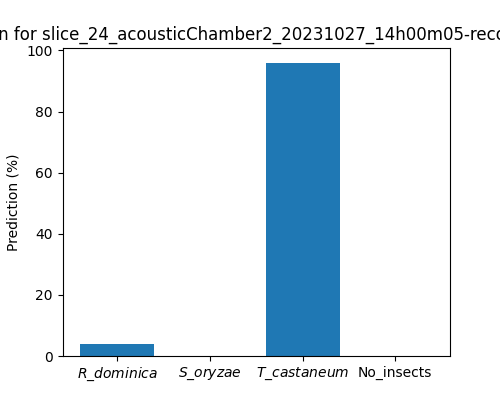 n for slice_24_acousticChamber2_20231027_14h00m05-reco
100
80
60
40
20
0
Prediction (%)
R_dominica S_oryzae T_castaneum No_insects